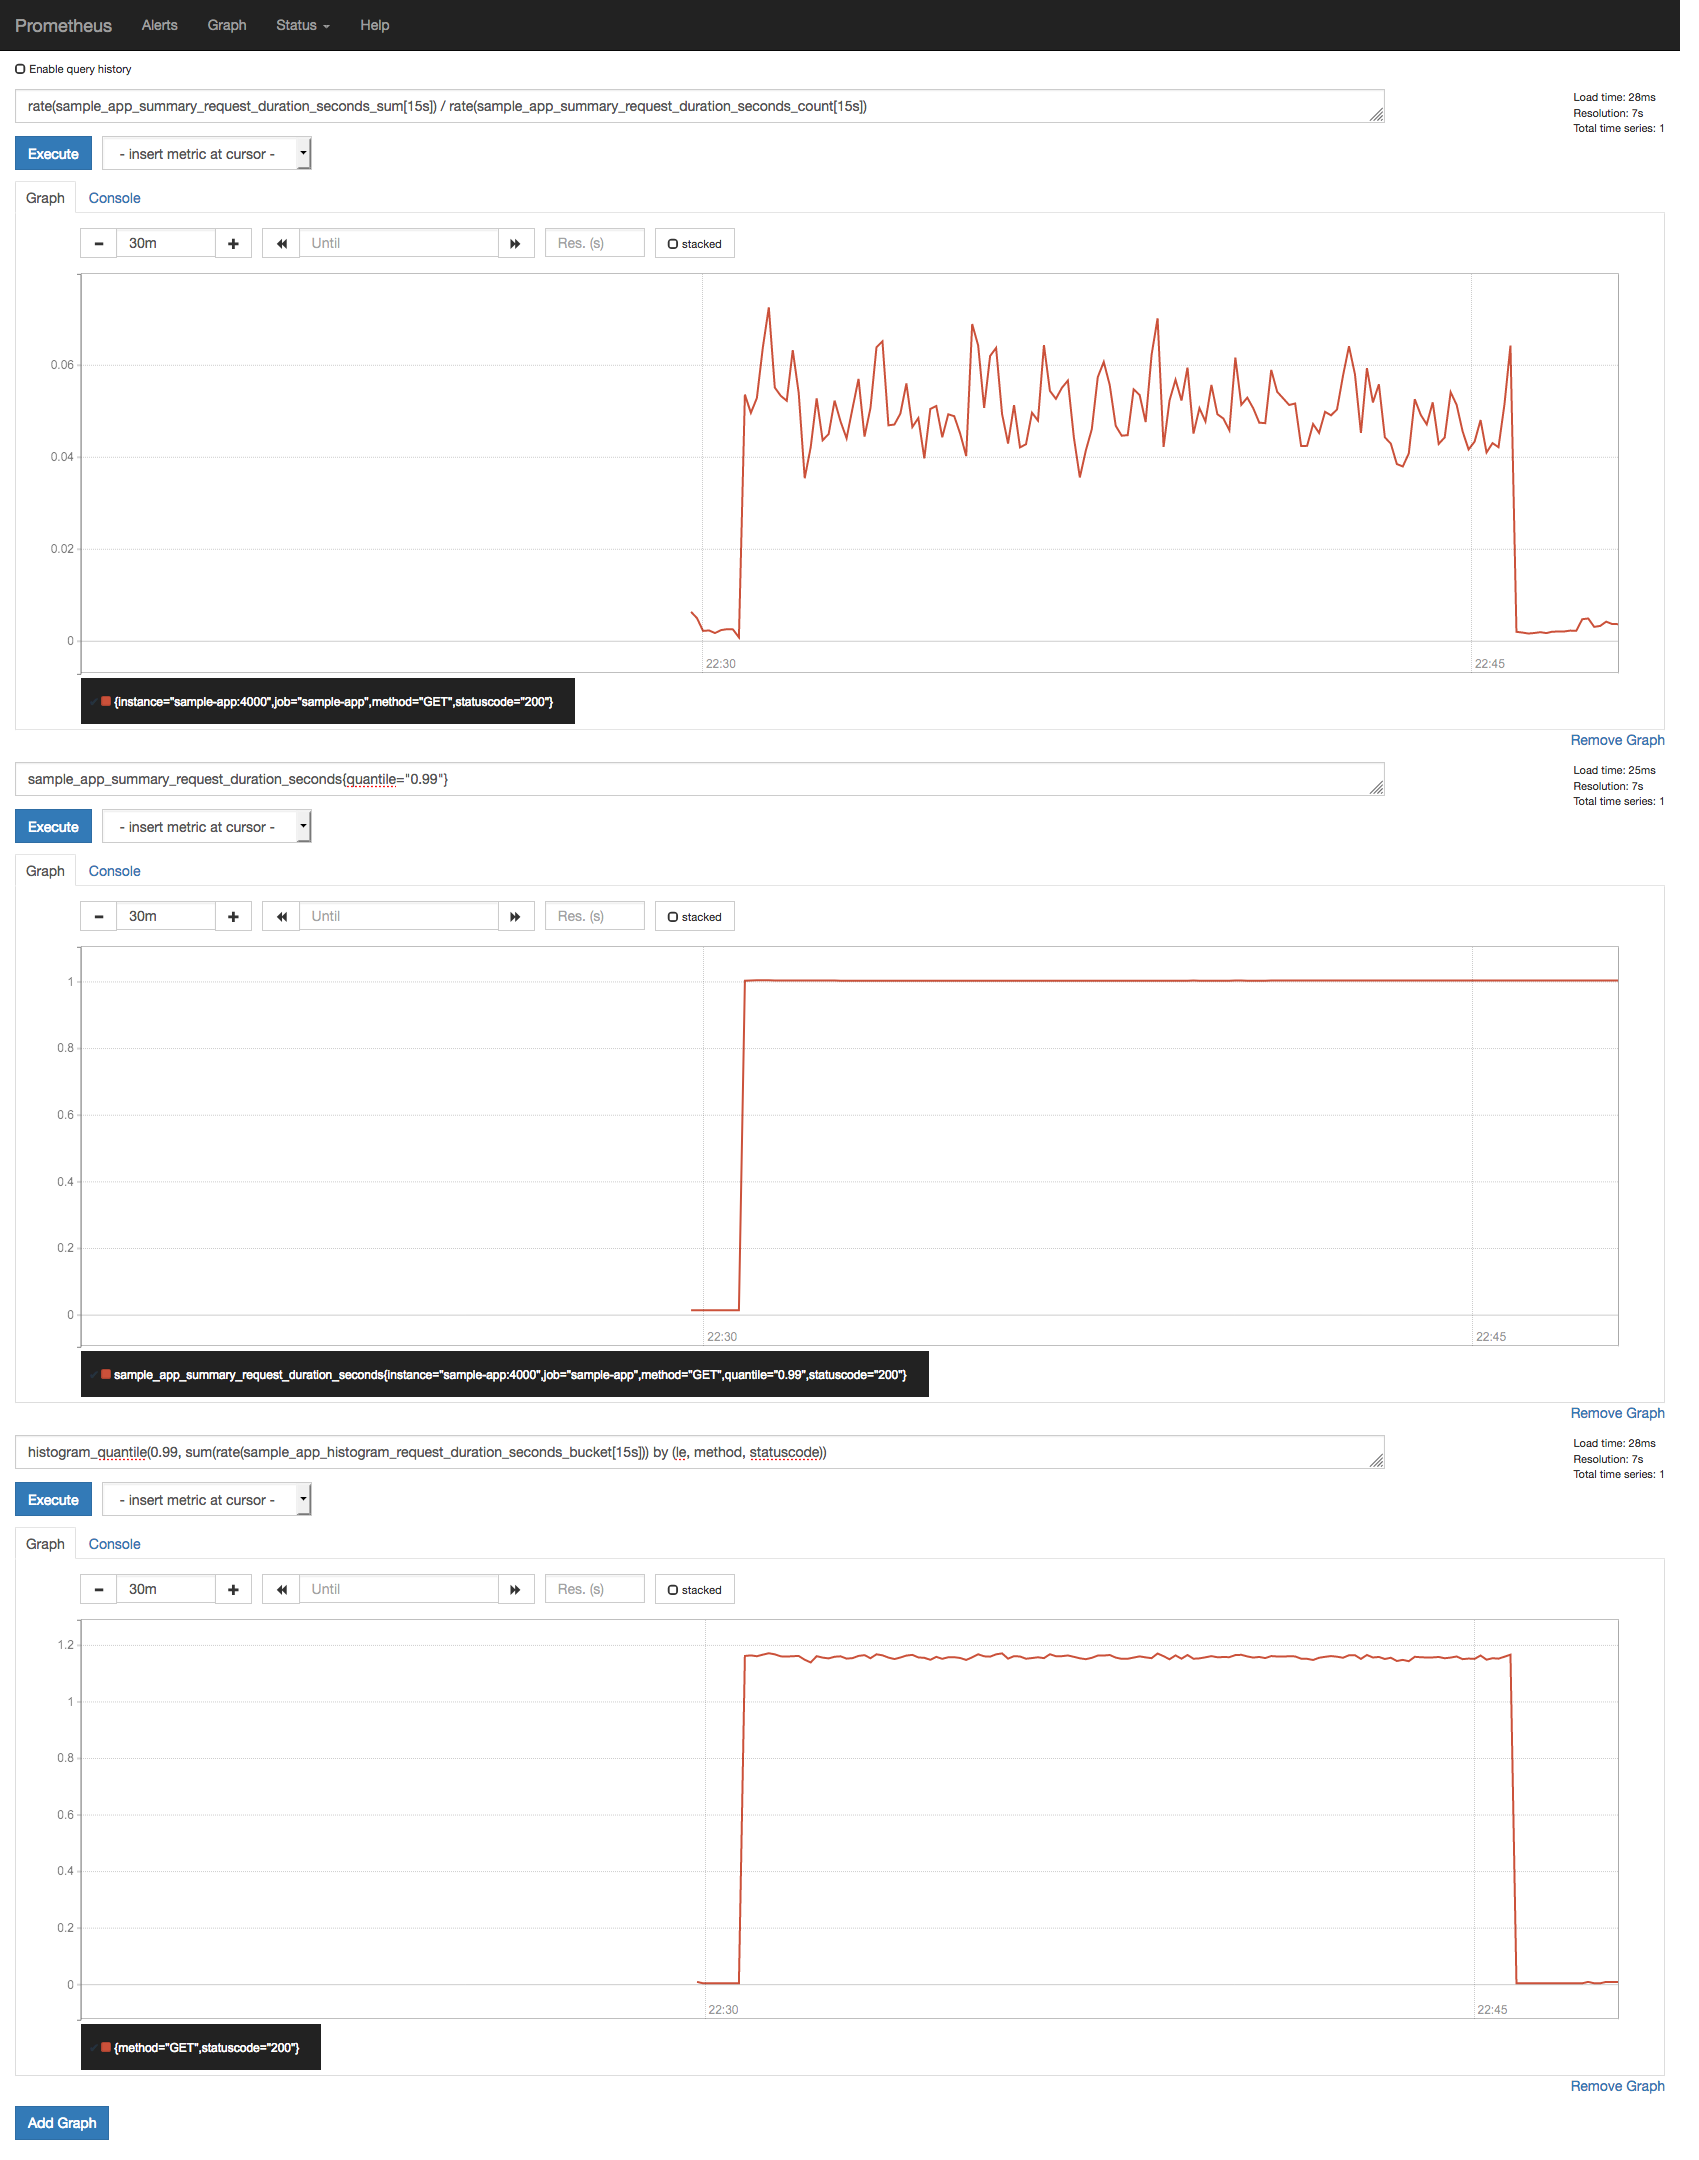 Prometheus Alerts Graph Status Help
Enable query history
rate(sample_app_summary_request_duration_seconds_sum[15s]) / rate(sample_app_summary_request_duration_seconds_count[15s])
Load time: 28ms
Resolution: 7s
Total time series: 1
Execute - insert metric at cursor -
Graph Console
30m Until Res. (s) stacked
0.06
0.04
0.02
0
22:30 22:45
{instance="sample-app:4000",job="sample-app",method="GET",statuscode="200"}
Remove Graph
sample_app_summary_request_duration_seconds{quantile="0.99"}
Load time: 25ms
Resolution: 7s
Total time series: 1
Execute - insert metric at cursor -
Graph Console
30m Until Res. (s) stacked
1
0.8
0.6
0.4
0.2
0
22:30 22:45
sample_app_summary_request_duration_seconds{instance="sample-app:4000",job="sample-app",method="GET",quantile="0.99",statuscode="200"}
Remove Graph
histogram_quantile(0.99, sum(rate(sample_app_histogram_request_duration_seconds_bucket[15s])) by (le, method, statuscode))
Load time: 28ms
Resolution: 7s
Total time series: 1
Execute - insert metric at cursor -
Graph Console
30m Until Res. (s) stacked
1.2
1
0.8
0.6
0.4
0.2
0
22:30 22:45
{method="GET",statuscode="200"}
Remove Graph
Add Graph